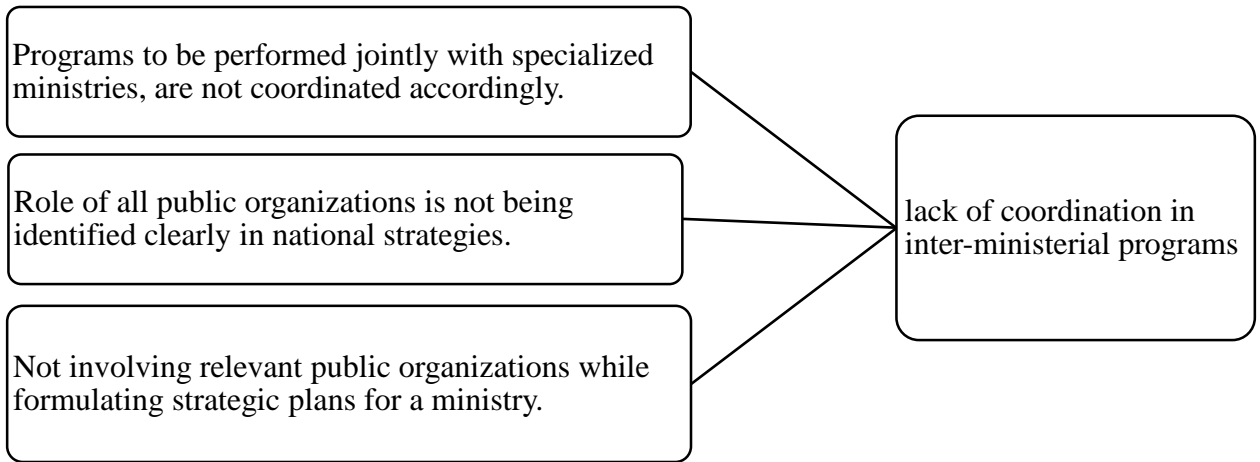 Programs to be performed jointly with specialized
ministries, are not coordinated accordingly.
Role of all public organizations is not being
identified clearly in national strategies.
Not involving relevant public organizations while
formulating strategic plans for a ministry.
lack of coordination in
inter-ministerial programs